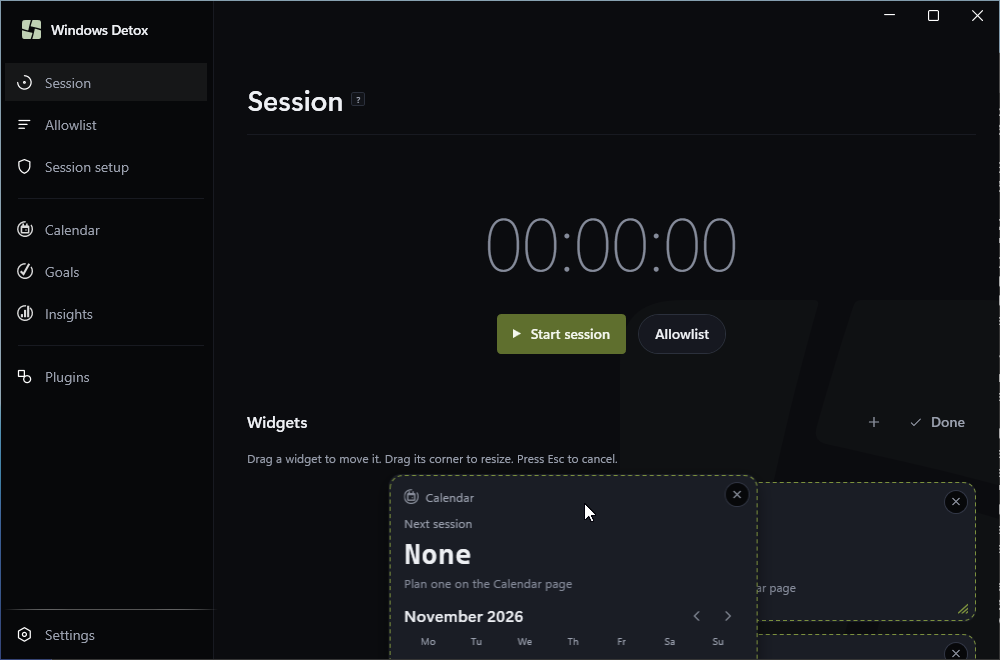 Windows Detox
Session
Allowlist
Session setup
Calendar
Goals
Insights
Plugins
Settings
Session ?
00:00:00
Start session
Allowlist
Widgets
Done
Drag a widget to move it. Drag its corner to resize. Press Esc to cancel.
Calendar
Next session
None
Plan one on the Calendar page
November 2026
Mo Tu We Th Fr Sa Su
page